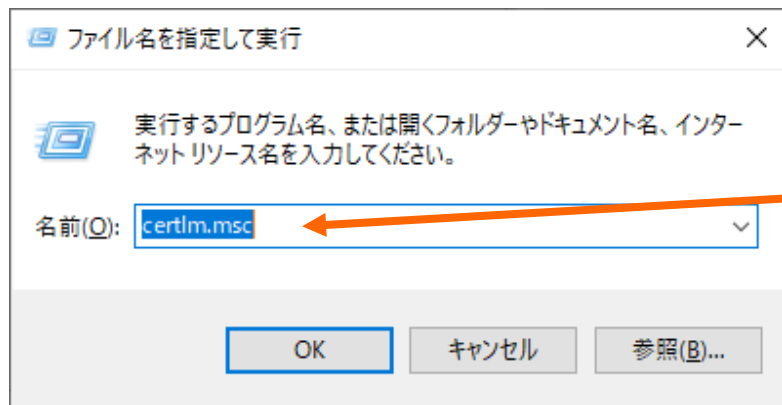 ファイル名を指定して実行
実行するプログラム名、または開くフォルダーやドキュメント名、インター
ネット リソース名を入力してください。
名前(O): certlm.msc
OK キャンセル 参照(B)...